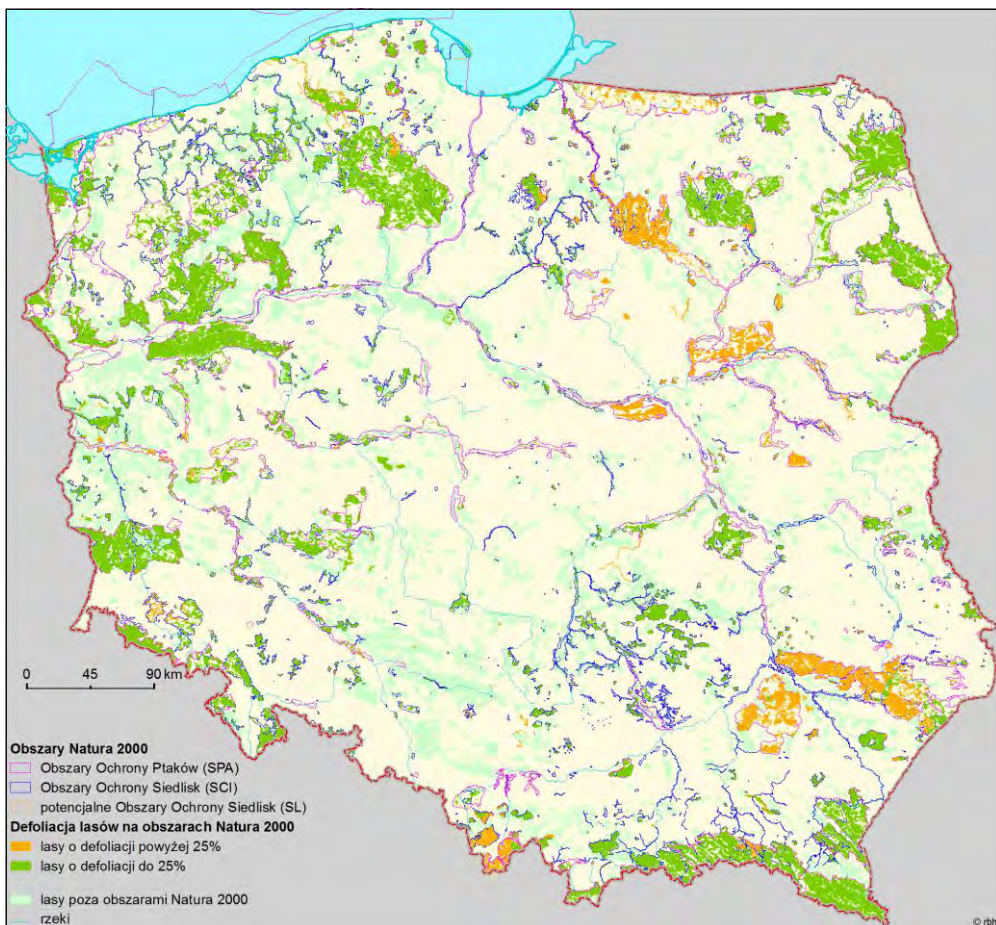 0 45 90 km
Obszary Natura 2000
Obszary Ochrony Ptaków (SPA)
Obszary Ochrony Siedlisk (SCI)
potencjalne Obszary Ochrony Siedlisk (SL)
Defoliacja lasów na obszarach Natura 2000
lasy o defoliacji powyżej 25%
lasy o defoliacji do 25%
lasy poza obszarami Natura 2000
rzeki
© rbh